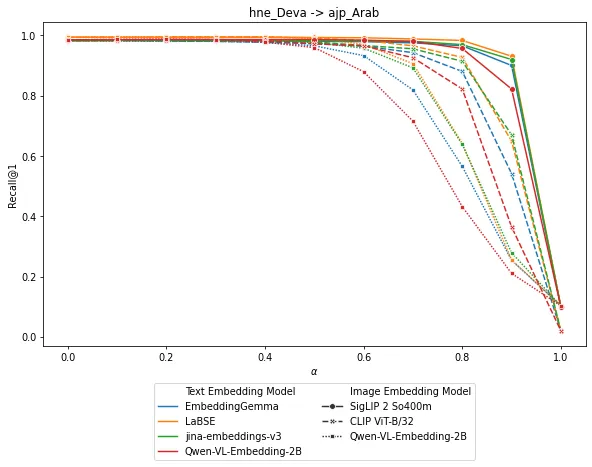 hne_Deva -> ajp_Arab
Recall@1
1.0
0.8
0.6
0.4
0.2
0.0
0.0 0.2 0.4 0.6 0.8 1.0
α
Text Embedding Model
EmbeddingGemma
LaBSE
jina-embeddings-v3
Qwen-VL-Embedding-2B
Image Embedding Model
SigLIP 2 So400m
CLIP ViT-B/32
Qwen-VL-Embedding-2B